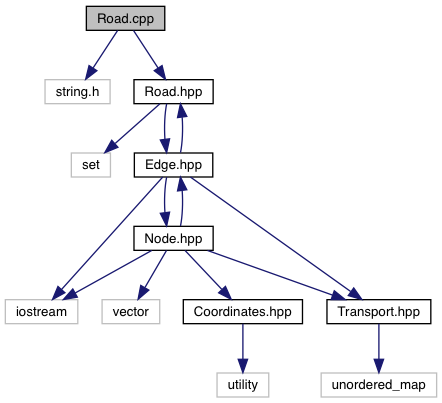 Road.cpp
string.h
Road.hpp
set
Edge.hpp
Node.hpp
iostream
vector
Coordinates.hpp
Transport.hpp
utility
unordered_map